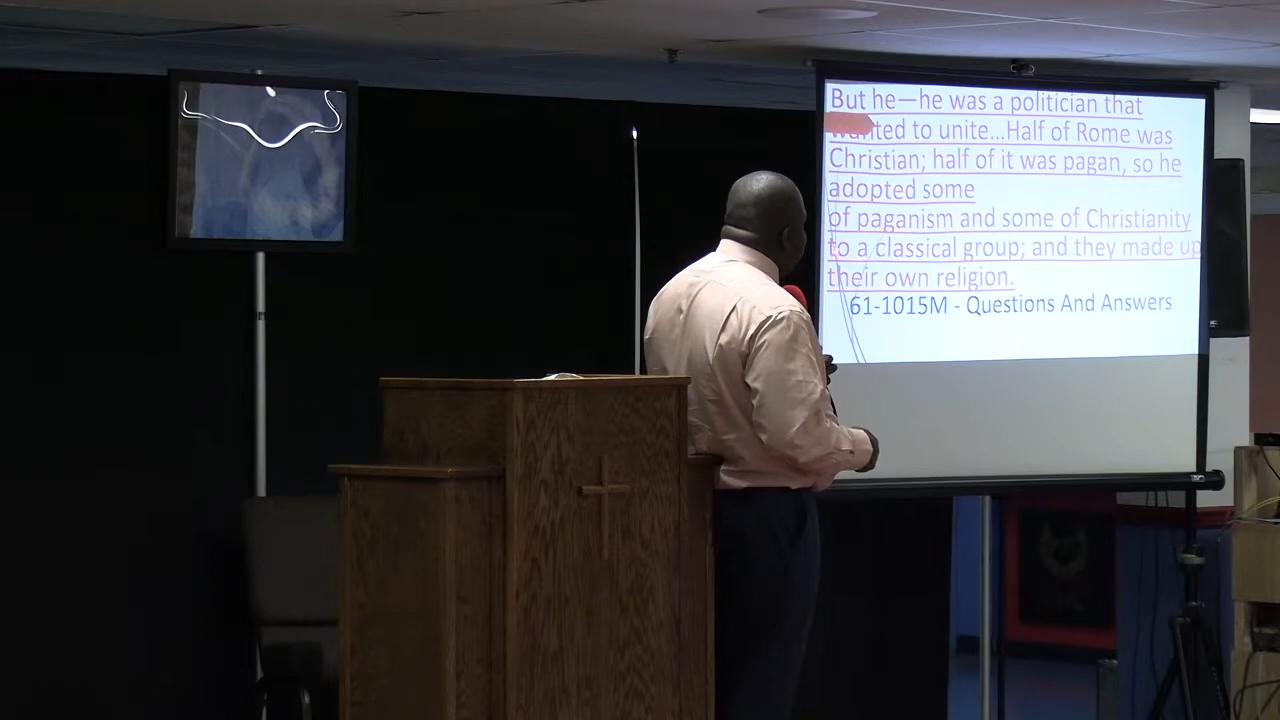 But he—he was a politician that
wanted to unite...Half of Rome was
Christian; half of it was pagan, so he
adopted some
of paganism and some of Christianity
to a classical group; and they made up
their own religion.
61-1015M - Questions And Answers